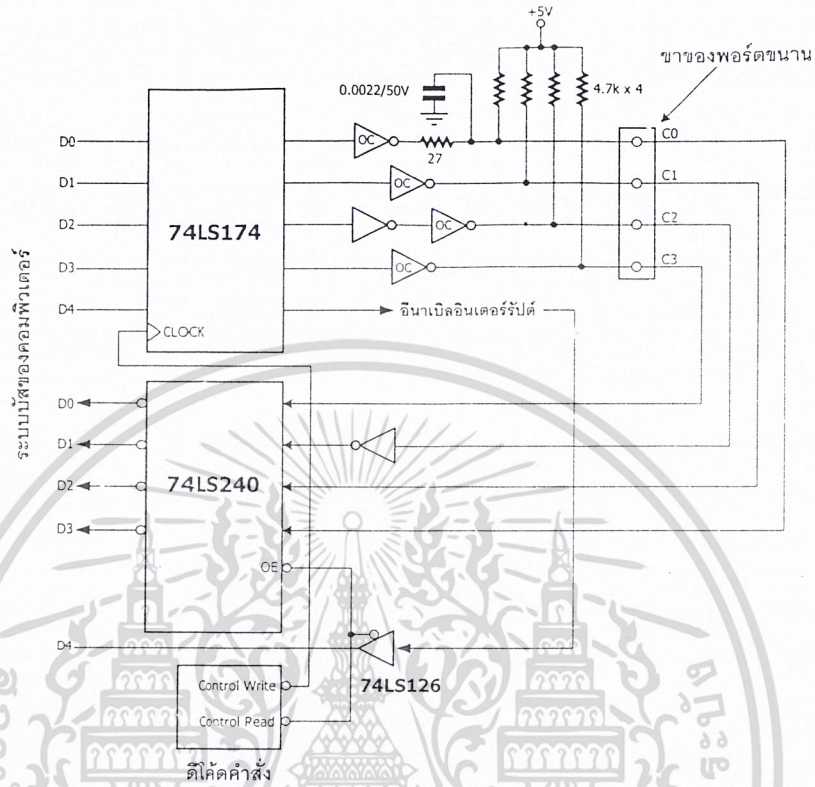 +5V
ขาของพอร์ตขนาน
0.0022/50V
4.7k x 4
D0
OC
27
C0
D1
OC
C1
D2
74LS174
OC
C2
D3
OC
C3
D4
อีนาเบิลอินเตอร์รัปต์
CLOCK
ระบบบัสของคอมพิวเตอร์
D0
D1
D2
74LS240
D3
OE
D4
74LS126
Control Write
Control Read
ดีโค้ดคำสั่ง